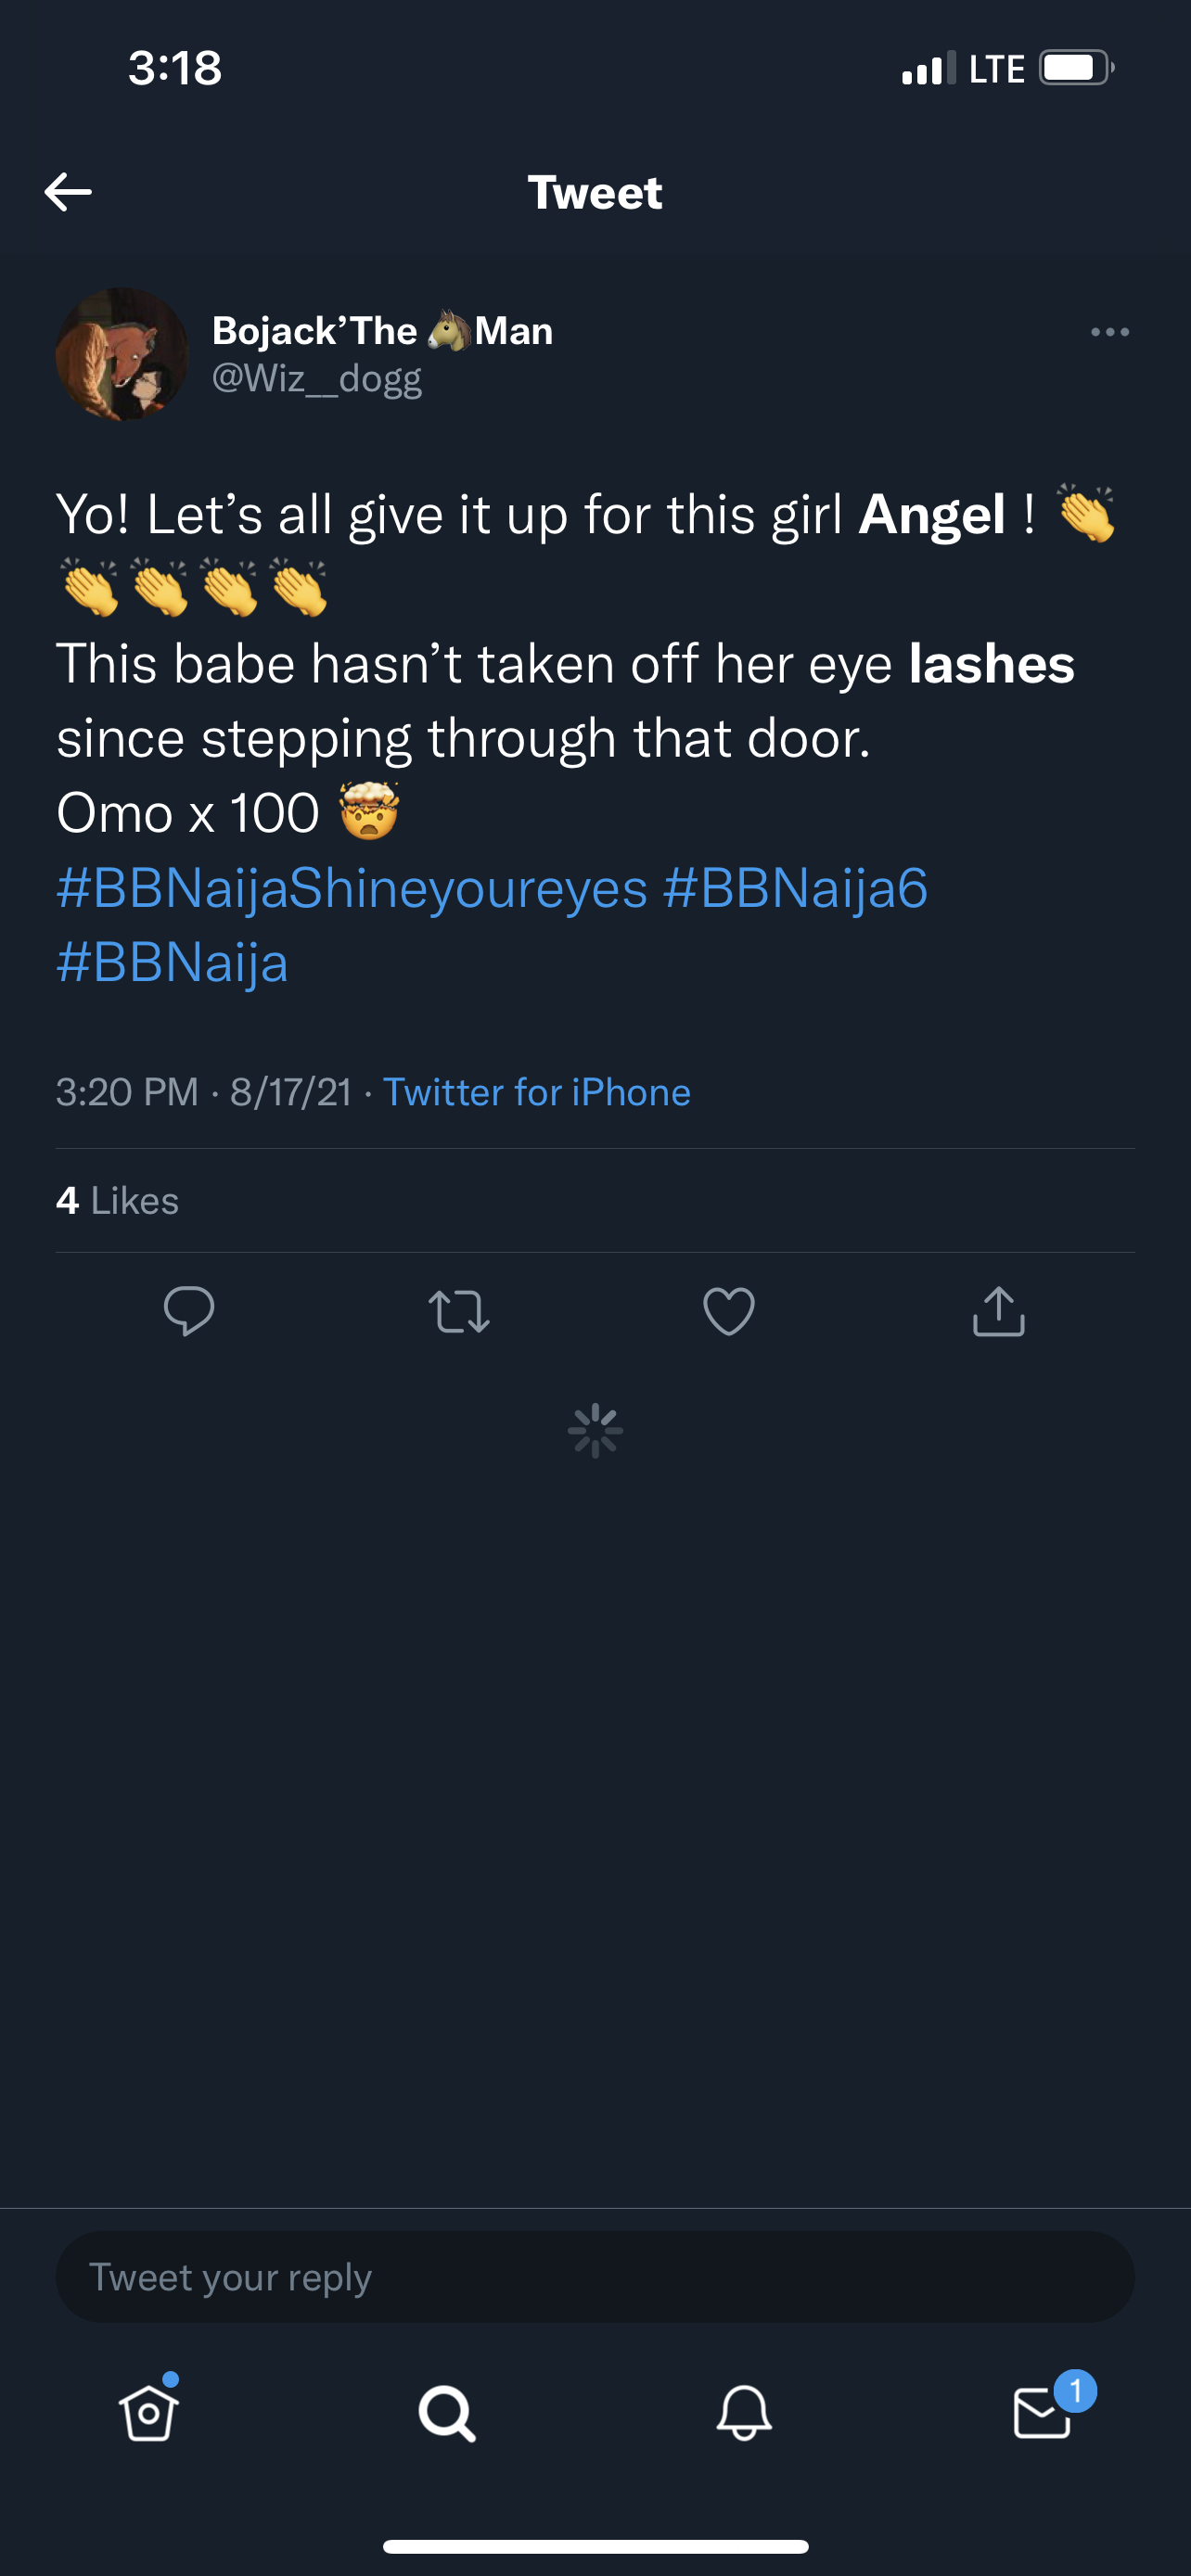 3:18 LTE
Tweet
Bojack’The 🐴Man
@Wiz__dogg
Yo! Let’s all give it up for this girl Angel ! 👏
👏👏👏👏
This babe hasn’t taken off her eye lashes
since stepping through that door.
Omo x 100 🤯
#BBNaijaShineyoureyes #BBNaija6
#BBNaija
3:20 PM · 8/17/21 · Twitter for iPhone
4 Likes
Tweet your reply
1